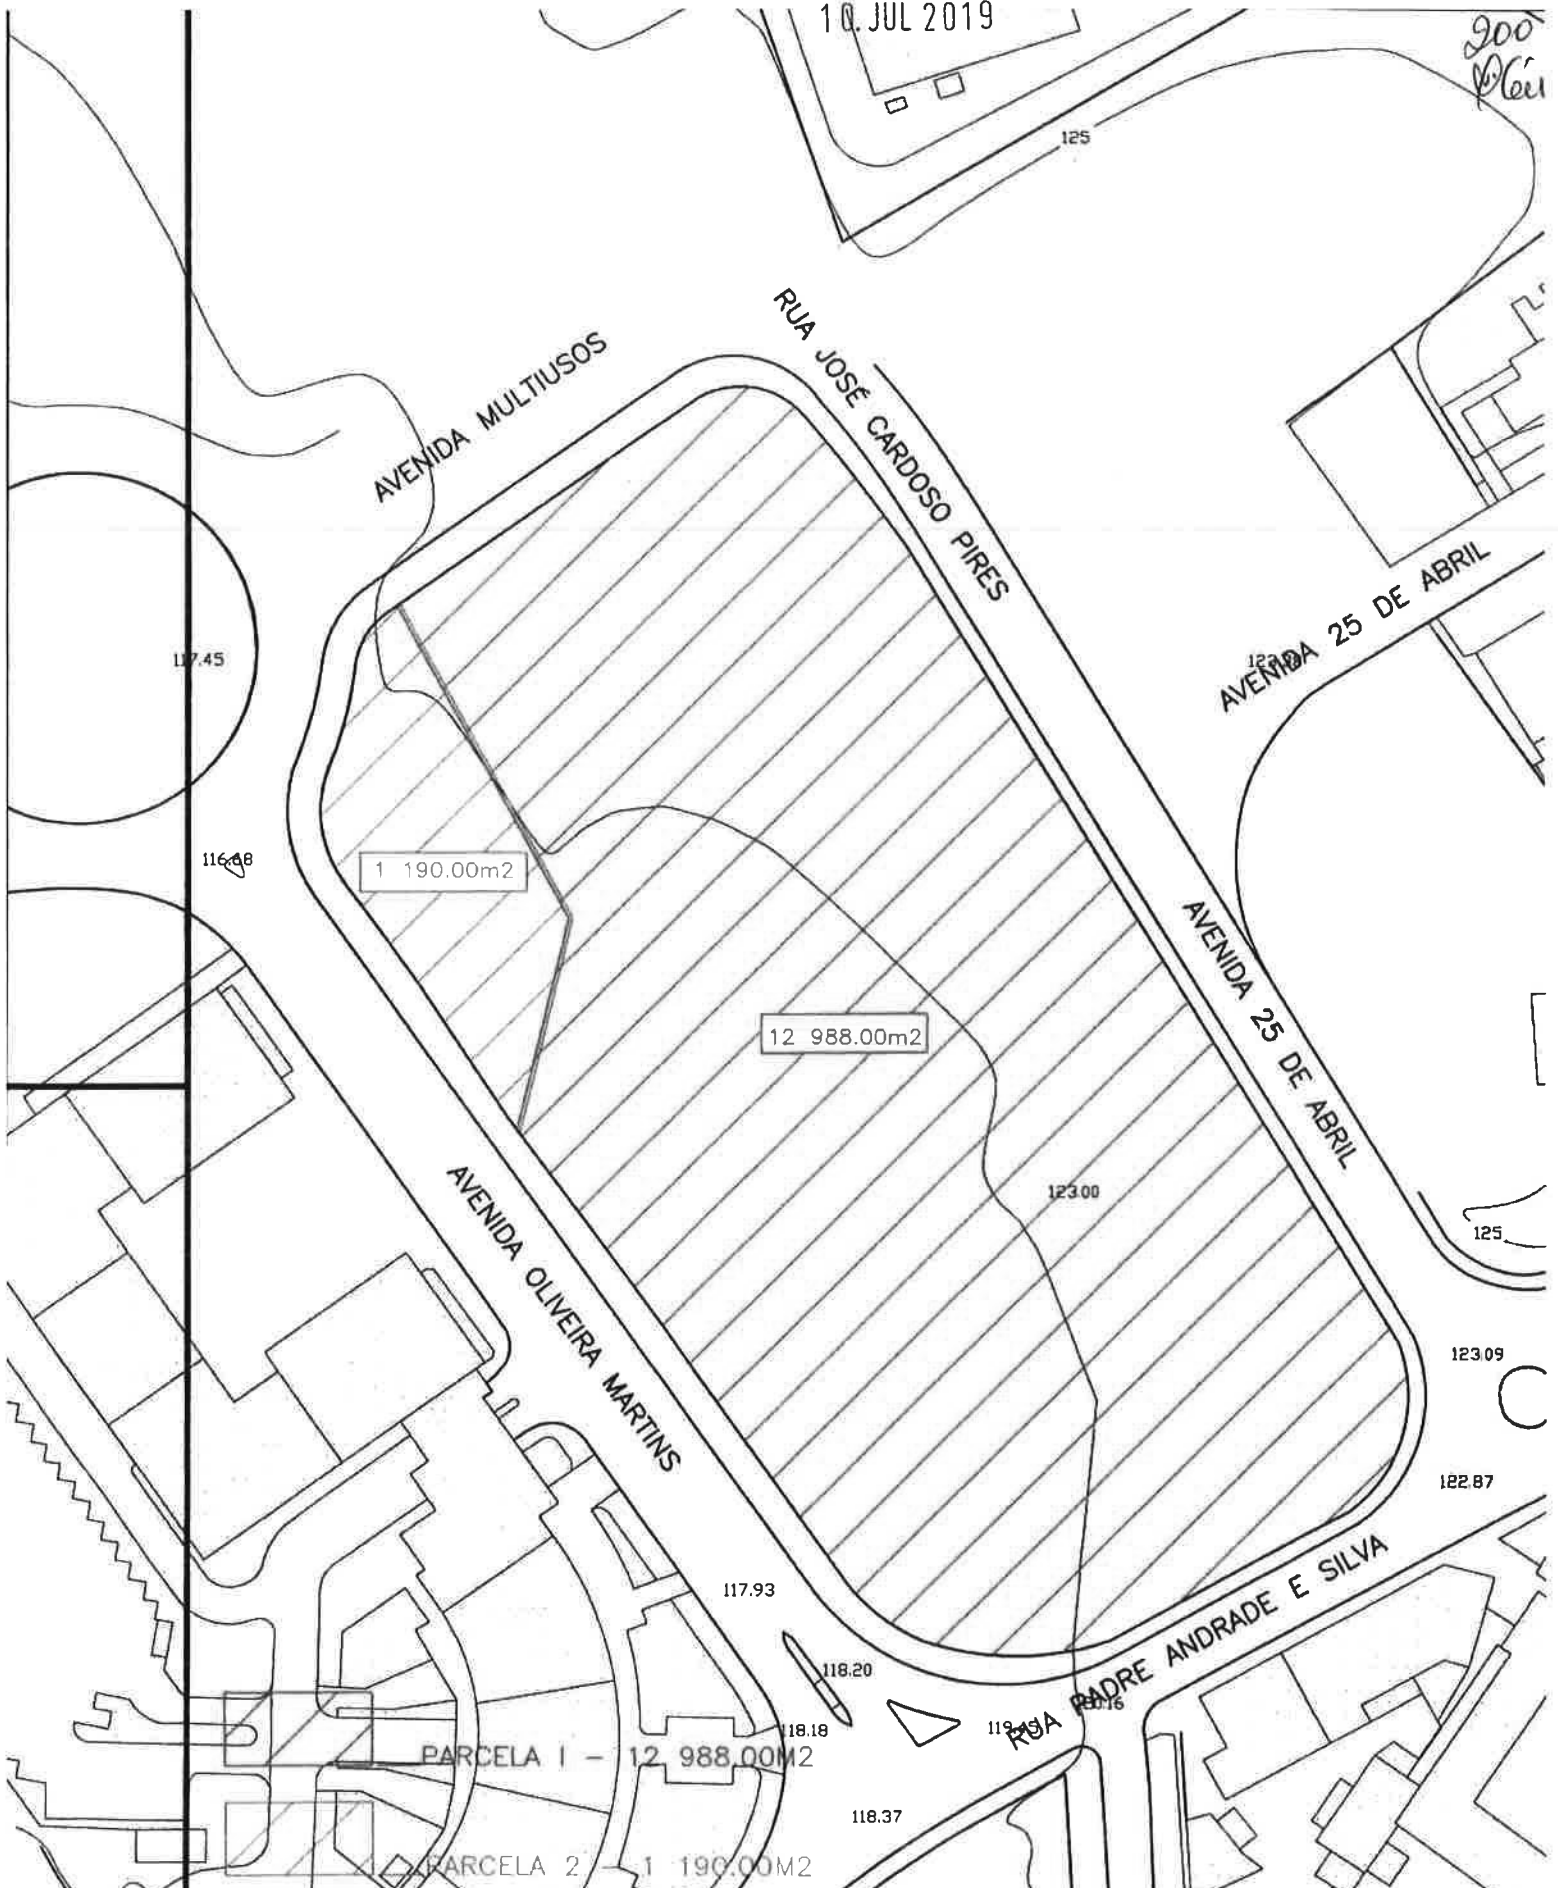 10. JUL 2019
200
125
RUA JOSÉ CARDOSO PIRES
AVENIDA MULTIUSOS
AVENIDA 25 DE ABRIL
117.45
116.68
1 190.00m2
AVENIDA 25 DE ABRIL
12 988.00m2
123.00
125
AVENIDA OLIVEIRA MARTINS
123.09
122.87
117.93
118.20
118.18
RUA PADRE ANDRADE E SILVA
PARCELA 1 - 12 988.00M2
118.37
PARCELA 2 - 1 190.00M2